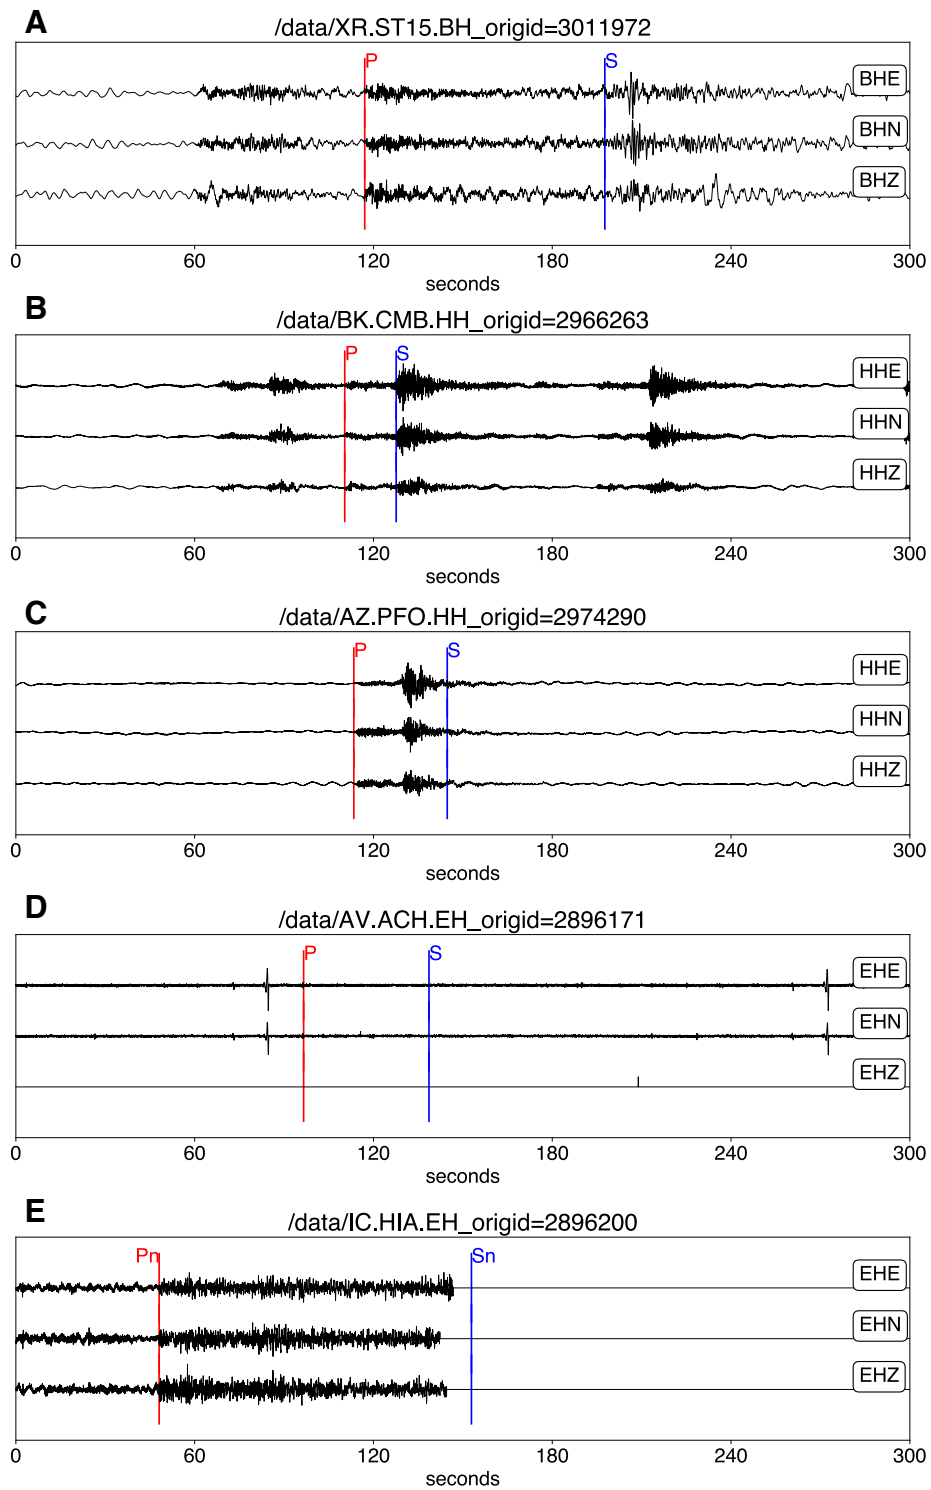 A
/data/XR.ST15.BH_origid=3011972
P
S
BHE
BHN
BHZ
0 60 120 180 240 300
seconds
B
/data/BK.CMB.HH_origid=2966263
P
S
HHE
HHN
HHZ
0 60 120 180 240 300
seconds
C
/data/AZ.PFO.HH_origid=2974290
P
S
HHE
HHN
HHZ
0 60 120 180 240 300
seconds
D
/data/AV.ACH.EH_origid=2896171
P
S
EHE
EHN
EHZ
0 60 120 180 240 300
seconds
E
/data/IC.HIA.EH_origid=2896200
Pn
Sn
EHE
EHN
EHZ
0 60 120 180 240 300
seconds